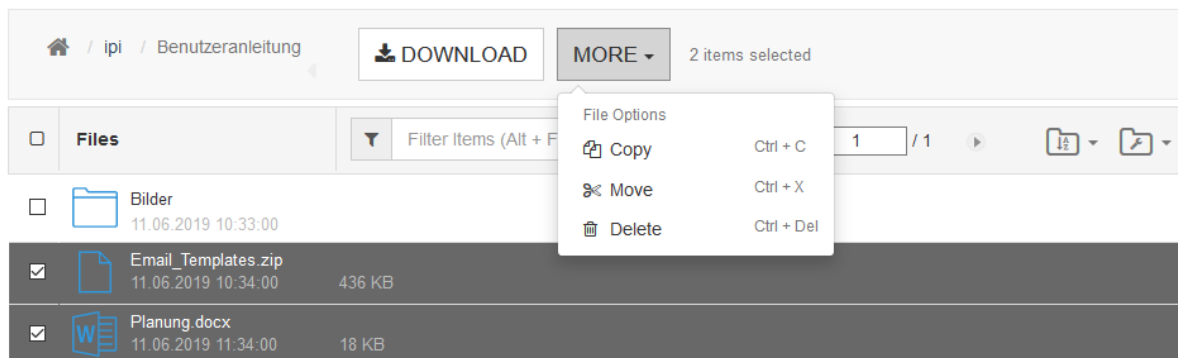 / ipi / Benutzeranleitung
DOWNLOAD
MORE
2 items selected
File Options
Copy Ctrl + C
Move Ctrl + X
Delete Ctrl + Del
Files
Filter Items (Alt + F
1 / 1
Bilder
11.06.2019 10:33:00
Email_Templates.zip
11.06.2019 10:34:00 436 KB
Planung.docx
11.06.2019 11:34:00 18 KB